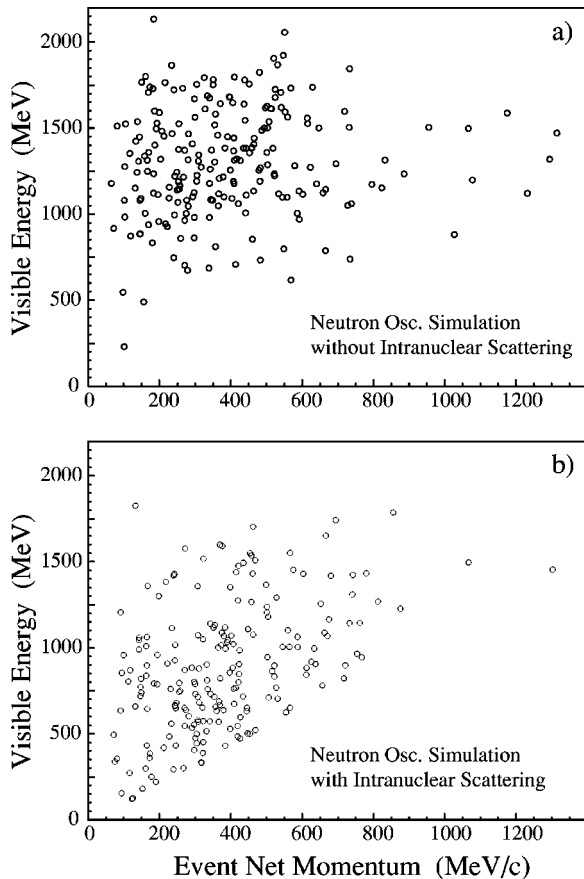 a)
2000
1500
1000
500
0
Visible Energy (MeV)
Neutron Osc. Simulation
without Intranuclear Scattering
0 200 400 600 800 1000 1200
b)
2000
1500
1000
500
0
Visible Energy (MeV)
Neutron Osc. Simulation
with Intranuclear Scattering
0 200 400 600 800 1000 1200
Event Net Momentum (MeV/c)